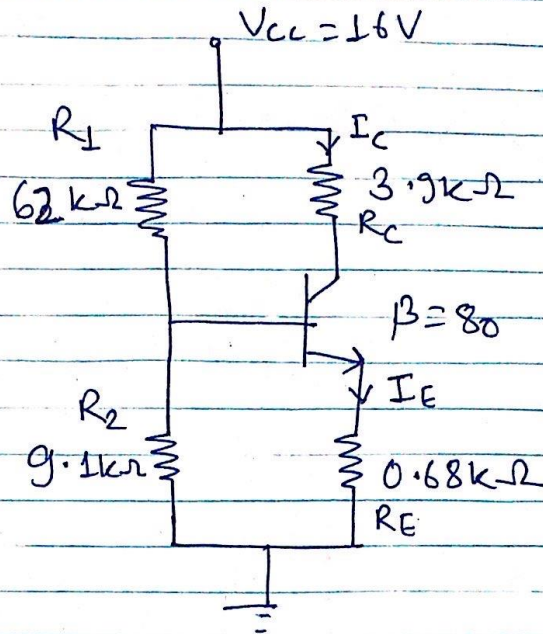 Vcc = 16V
R1
Ic
62 kΩ
3.9kΩ
Rc
β = 80
IE
R2
9.1kΩ
0.68kΩ
RE